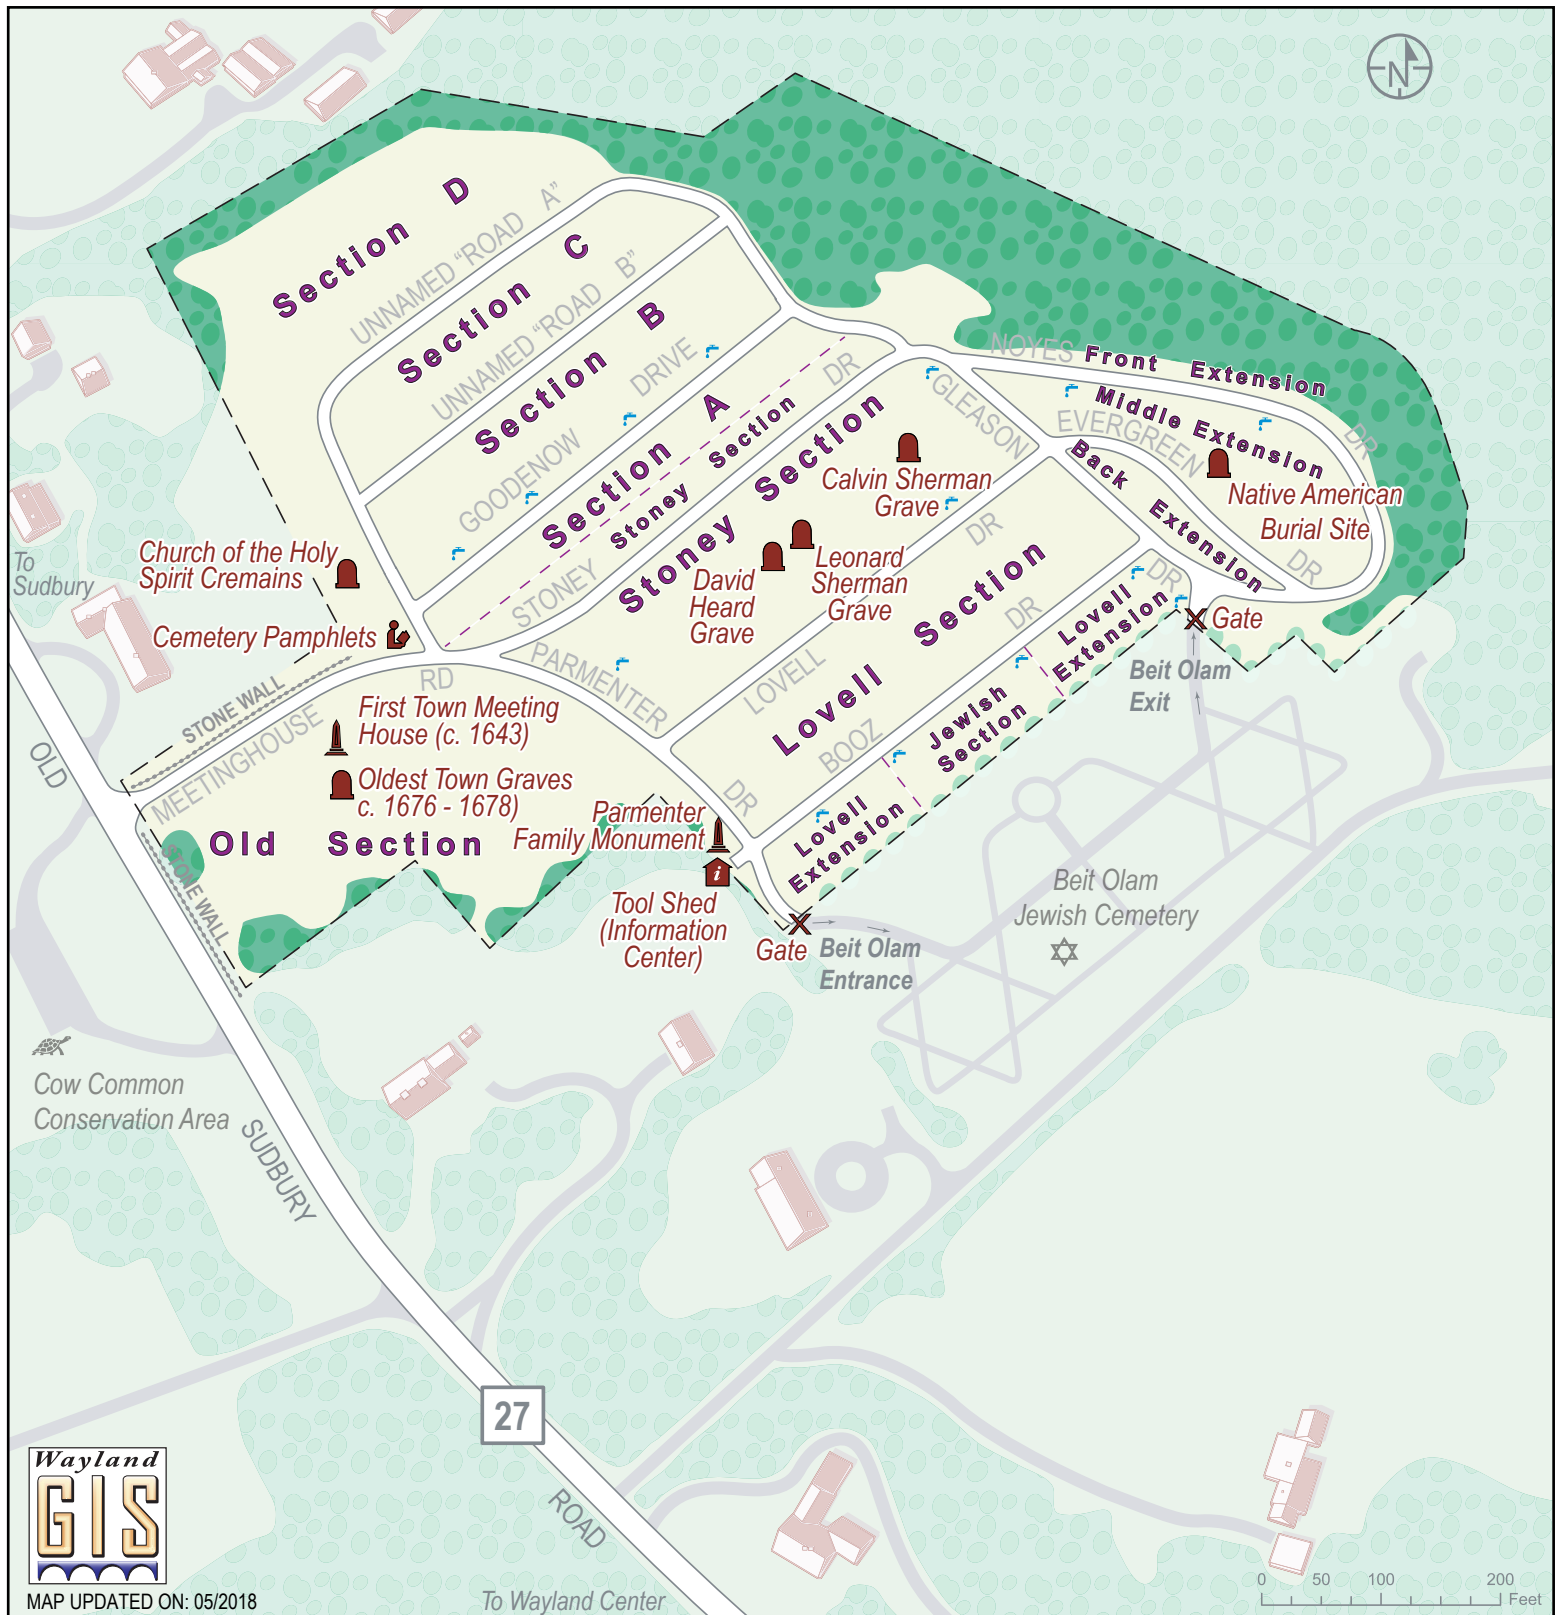 N
Section D
UNNAMED "ROAD A"
Section C
UNNAMED "ROAD B"
Section B
GOODENOW DRIVE
Section A
Stoney Section
STONEY DR
Stoney Section
NOYES DR
Front Extension
Middle Extension
EVERGREEN DR
Back Extension
GLEASON DR
Calvin Sherman
Grave
Native American
Burial Site
Leonard
Sherman
Grave
David
Heard
Grave
Church of the Holy
Spirit Cremains
Cemetery Pamphlets
To
Sudbury
LOVELL DR
Lovell Section
BOOZ DR
Lovell
Extension
Jewish
Section
Lovell
Extension
Gate
Beit Olam
Exit
PARMENTER DR
STONE WALL
MEETINGHOUSE RD
First Town Meeting
House (c. 1643)
Oldest Town Graves
c. 1676 - 1678)
Old Section
STONE WALL
Parmenter
Family Monument
i
Tool Shed
(Information
Center)
Gate
Beit Olam
Entrance
Beit Olam
Jewish Cemetery
Cow Common
Conservation Area
OLD SUDBURY ROAD
27
Wayland
GIS
MAP UPDATED ON: 05/2018
To Wayland Center
0 50 100 200
Feet